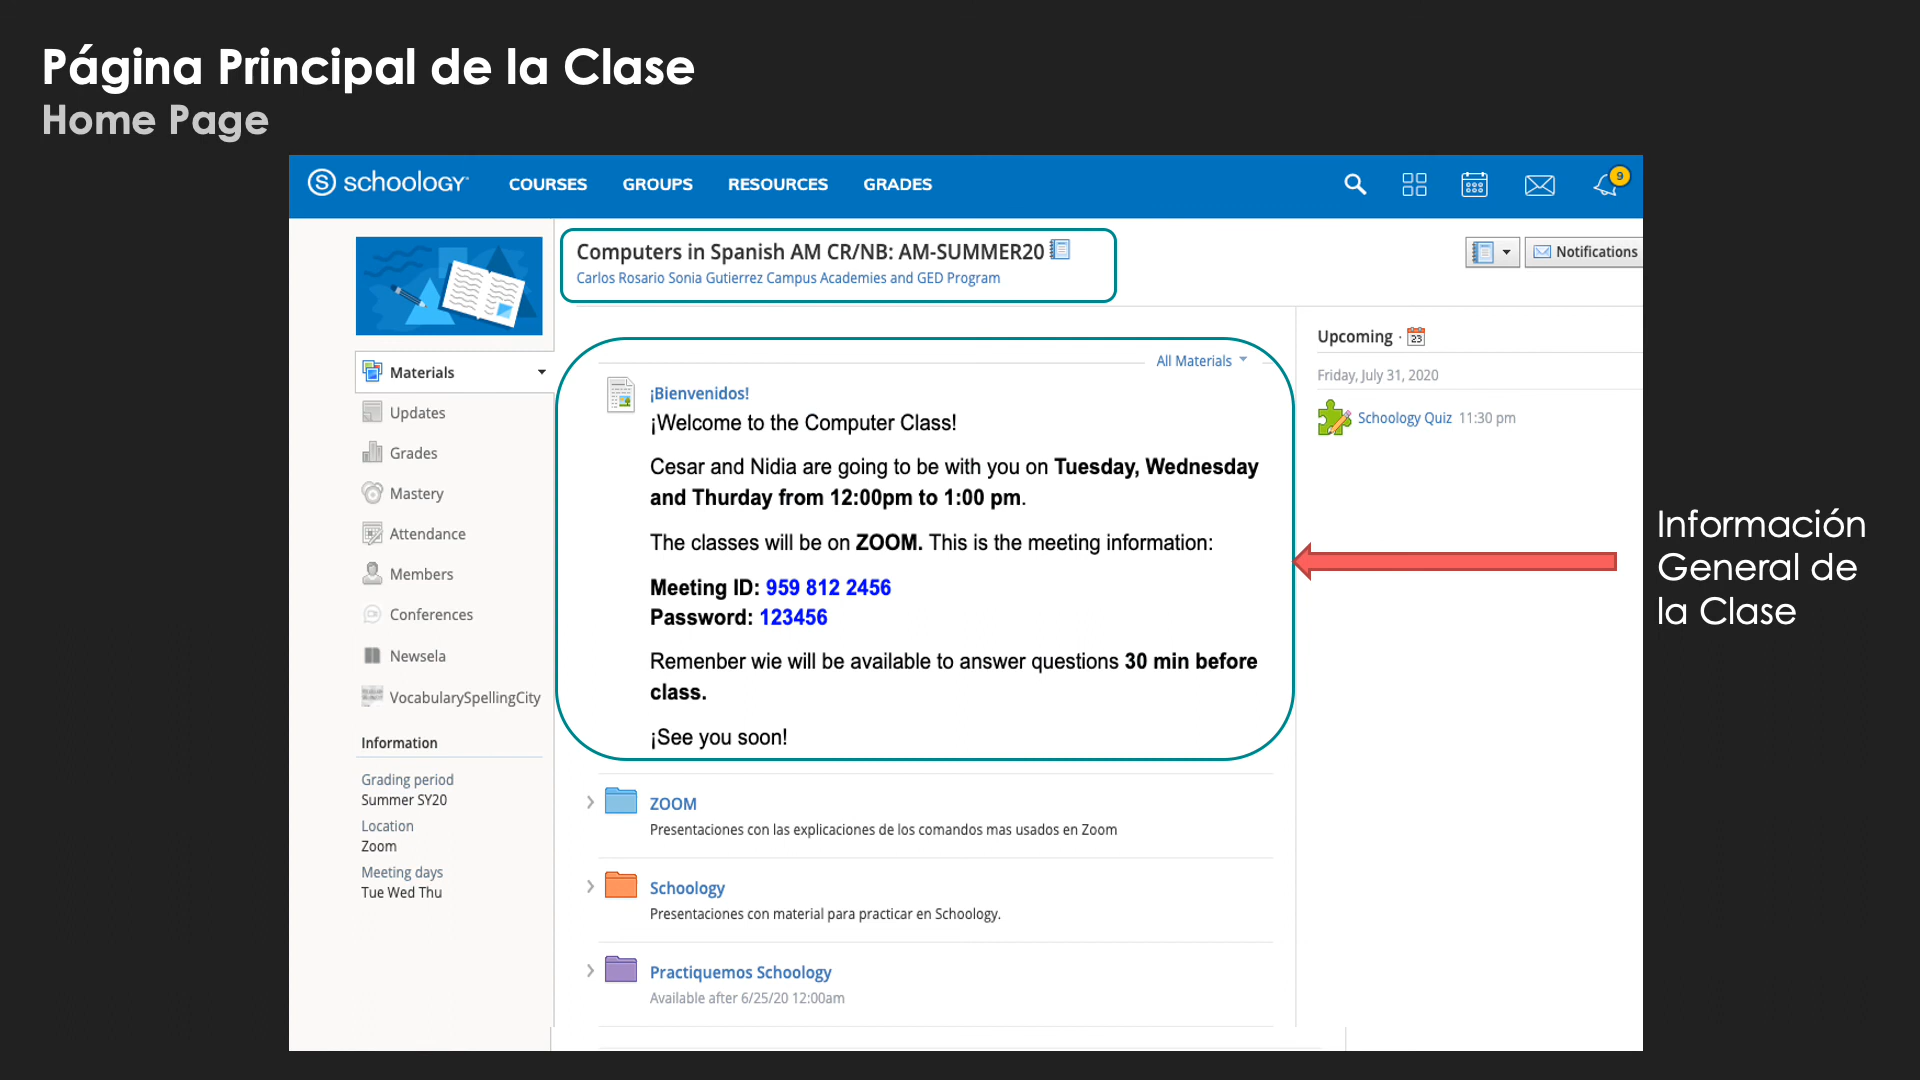 Página Principal de la Clase
Home Page
schoology
COURSES GROUPS RESOURCES GRADES
9
Computers in Spanish AM CR/NB: AM-SUMMER20
Carlos Rosario Sonia Gutierrez Campus Academies and GED Program
Notifications
Materials
Updates
Grades
Mastery
Attendance
Members
Conferences
Newsela
VocabularySpellingCity
Information
Grading period
Summer SY20
Location
Zoom
Meeting days
Tue Wed Thu
All Materials
¡Bienvenidos!
¡Welcome to the Computer Class!
Cesar and Nidia are going to be with you on Tuesday, Wednesday
and Thurday from 12:00pm to 1:00 pm.
The classes will be on ZOOM. This is the meeting information:
Meeting ID: 959 812 2456
Password: 123456
Remenber wie will be available to answer questions 30 min before
class.
¡See you soon!
ZOOM
Presentaciones con las explicaciones de los comandos mas usados en Zoom
Schoology
Presentaciones con material para practicar en Schoology.
Practiquemos Schoology
Available after 6/25/20 12:00am
Upcoming · 23
Friday, July 31, 2020
Schoology Quiz 11:30 pm
Información
General de
la Clase